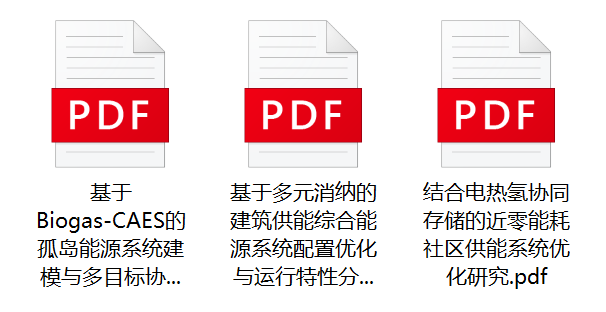 PDF
基于
Biogas-CAES的
孤岛能源系统建
模与多目标协...
PDF
基于多元消纳的
建筑供能综合能
源系统配置优化
与运行特性分...
PDF
结合电热氢协同
存储的近零能耗
社区供能系统优
化研究.pdf